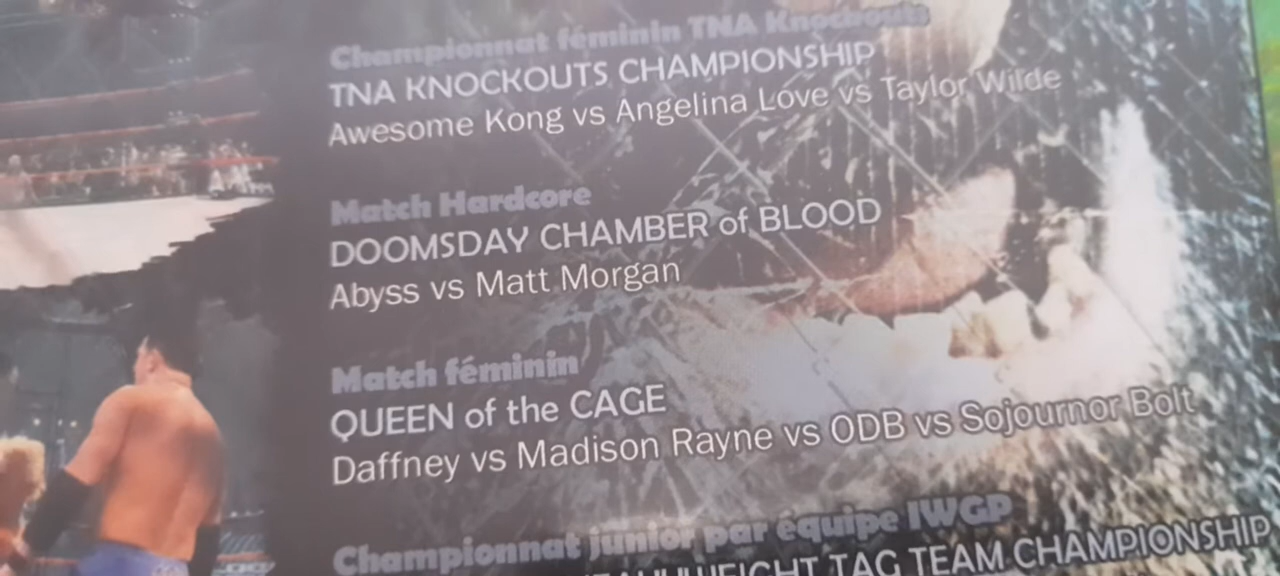 Championnat féminin TNA Knockouts
TNA KNOCKOUTS CHAMPIONSHIP
Awesome Kong vs Angelina Love vs Taylor Wilde
Match Hardcore
DOOMSDAY CHAMBER of BLOOD
Abyss vs Matt Morgan
Match féminin
QUEEN of the CAGE
Daffney vs Madison Rayne vs ODB vs Sojournor Bolt
Championnat junior par équipe IWGP
TAG TEAM CHAMPIONSHIP